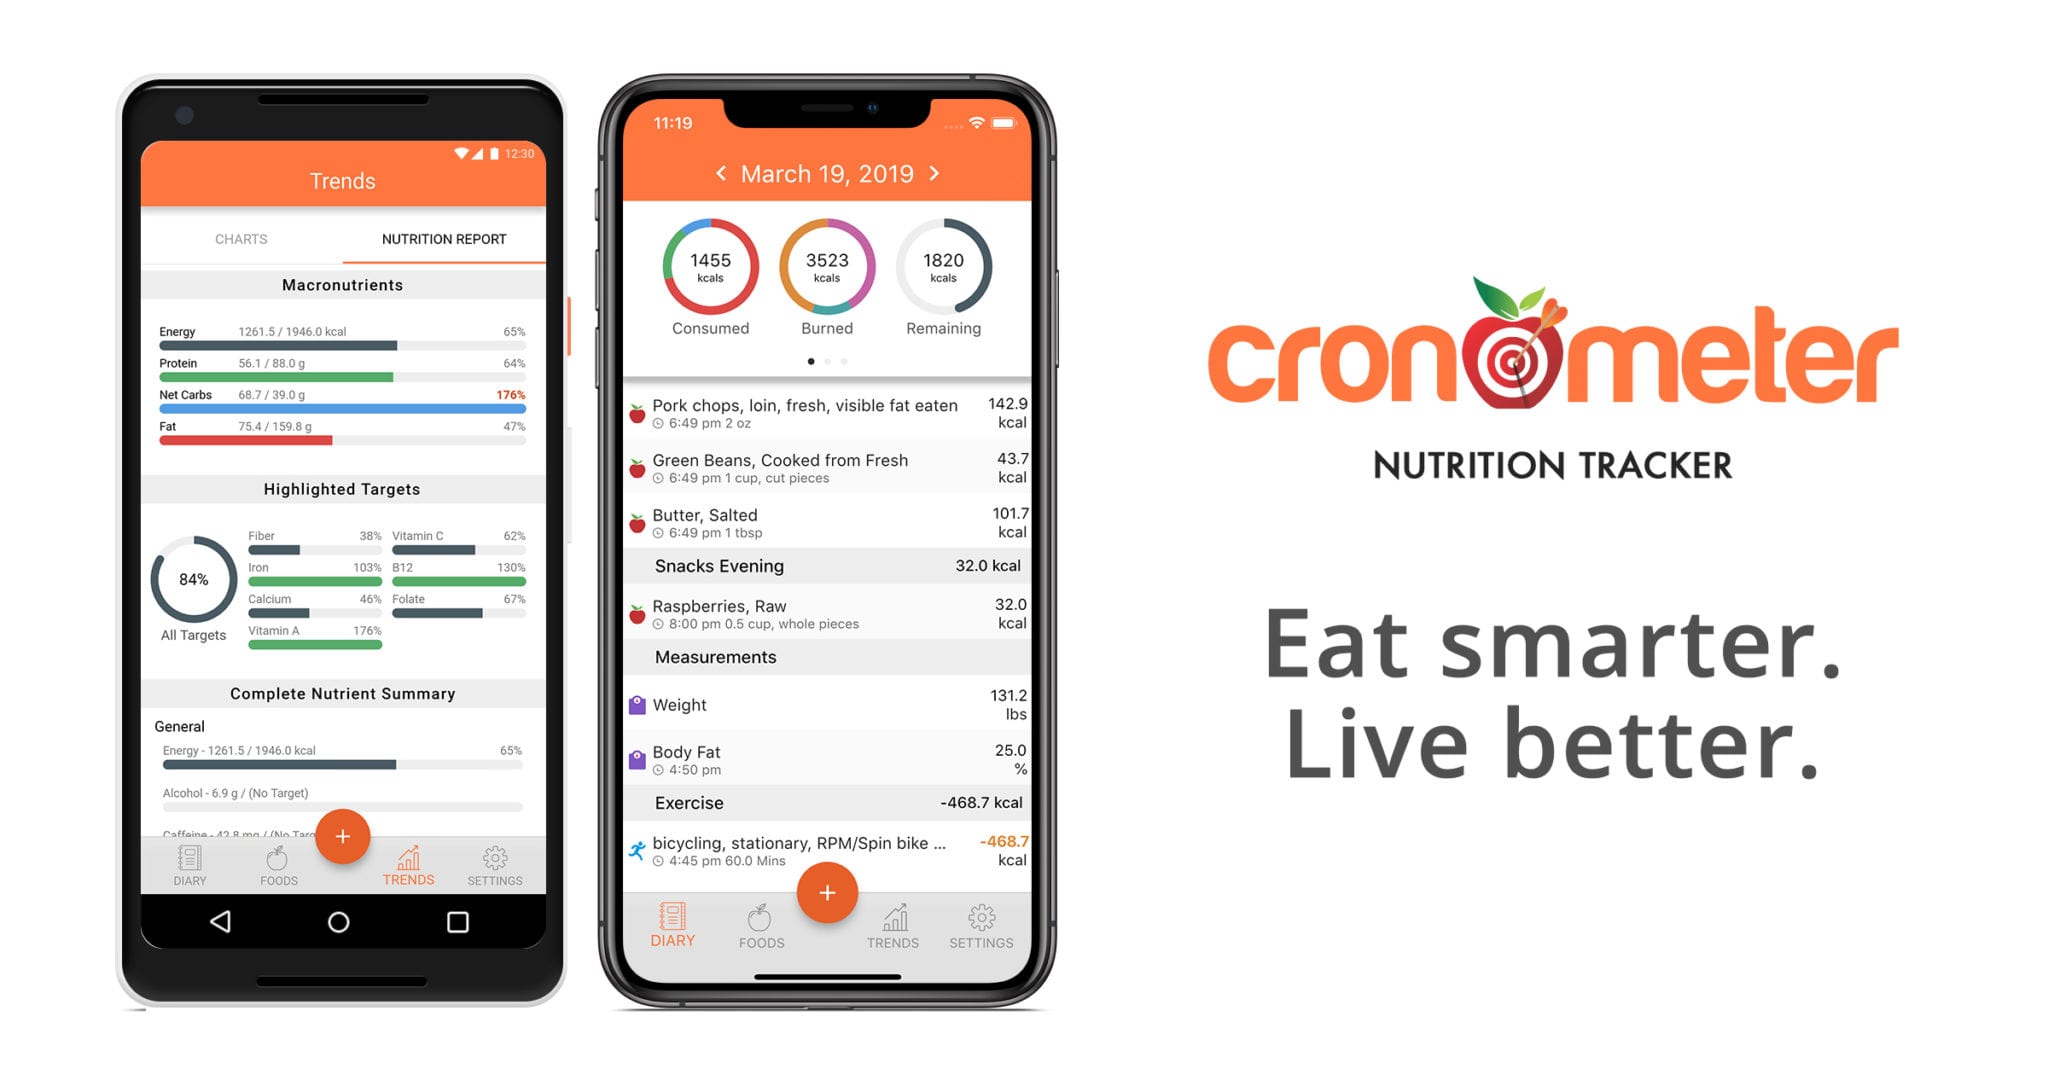 12:30
Trends
CHARTS NUTRITION REPORT
Macronutrients
Energy 1261.5 / 1946.0 kcal 65%
Protein 56.1 / 88.0 g 64%
Net Carbs 68.7 / 39.0 g 176%
Fat 75.4 / 159.8 g 47%
Highlighted Targets
84%
All Targets
Fiber 38% Vitamin C 62%
Iron 103% B12 130%
Calcium 46% Folate 67%
Vitamin A 176%
Complete Nutrient Summary
General
Energy - 1261.5 / 1946.0 kcal 65%
Alcohol - 6.9 g / (No Target)
Caffeine - 42.8 mg / (No Targ
+
DIARY FOODS TRENDS SETTINGS
11:19
< March 19, 2019 >
1455 3523 1820
kcals kcals kcals
Consumed Burned Remaining
Pork chops, loin, fresh, visible fat eaten 142.9
6:49 pm 2 oz kcal
Green Beans, Cooked from Fresh 43.7
6:49 pm 1 cup, cut pieces kcal
Butter, Salted 101.7
6:49 pm 1 tbsp kcal
Snacks Evening 32.0 kcal
Raspberries, Raw 32.0
8:00 pm 0.5 cup, whole pieces kcal
Measurements
Weight 131.2
lbs
Body Fat 25.0
4:50 pm %
Exercise -468.7 kcal
bicycling, stationary, RPM/Spin bike ... -468.7
4:45 pm 60.0 Mins kcal
+
DIARY FOODS TRENDS SETTINGS
cronometer
NUTRITION TRACKER
Eat smarter.
Live better.